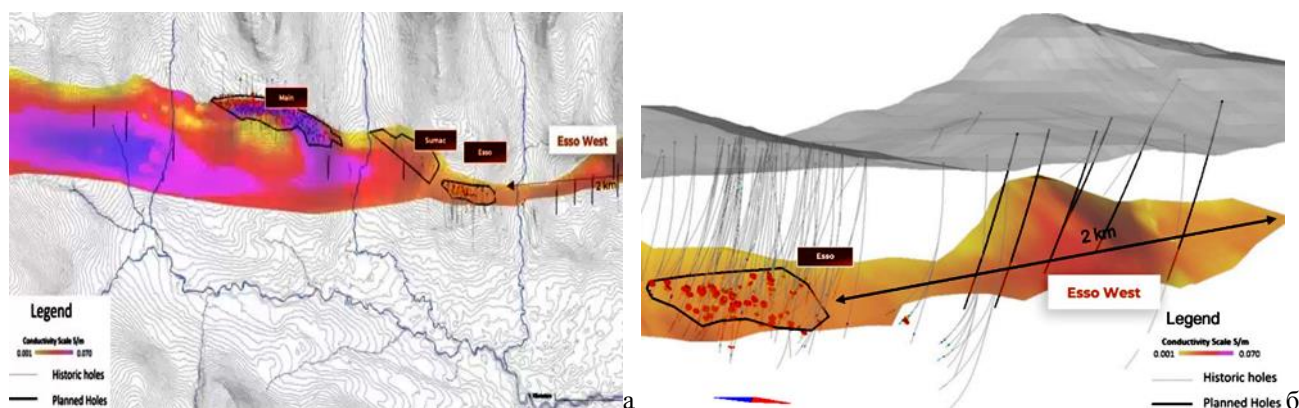 Main
Sumac
Esso
Esso West
2 km
Legend
Conductivity Scale S/m
0.001 0.070
Historic holes
Planned Holes
а
Esso
2 km
Esso West
Legend
Conductivity Scale S/m
0.001 0.070
Historic holes
Planned Holes
б